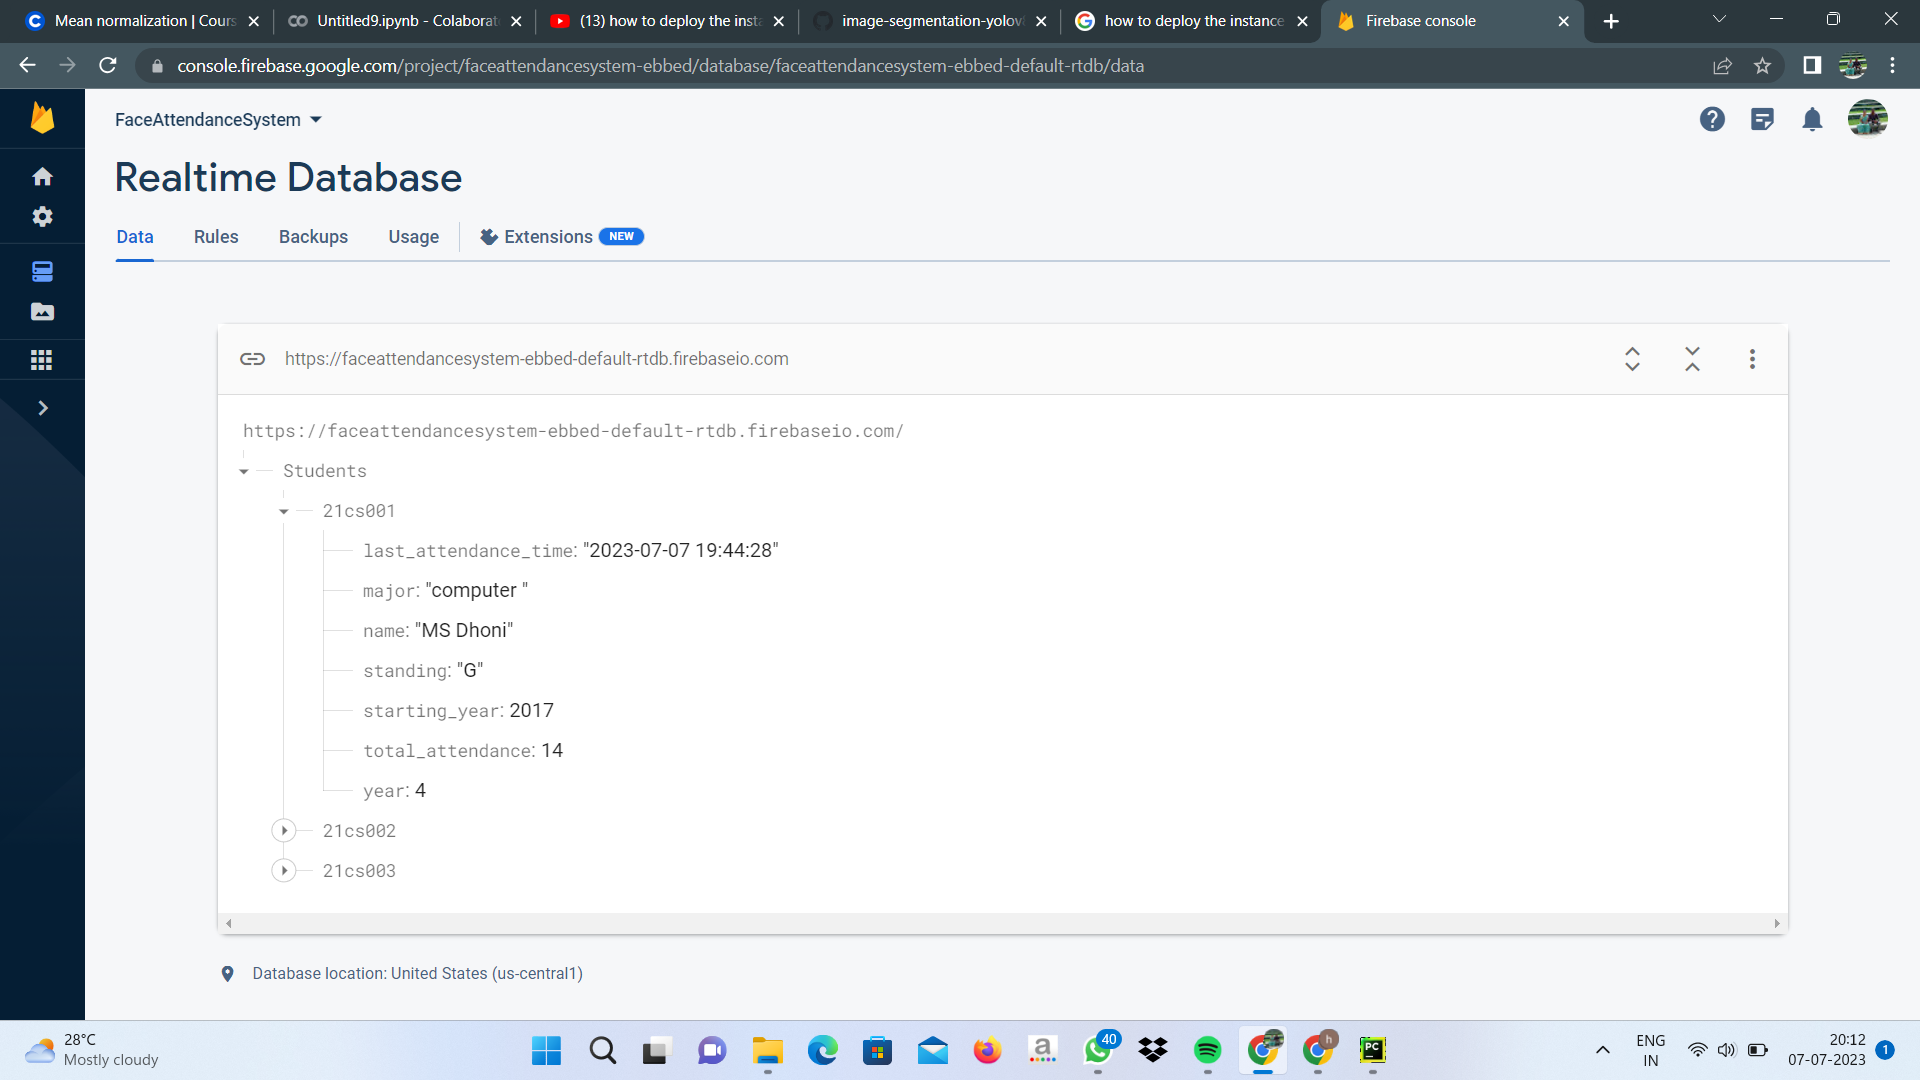 Mean normalization | Cours
Untitled9.ipynb - Colaborat
(13) how to deploy the insta
image-segmentation-yolov8
how to deploy the instance
Firebase console
console.firebase.google.com/project/faceattendancesystem-ebbed/database/faceattendancesystem-ebbed-default-rtdb/data
FaceAttendanceSystem
Realtime Database
Data
Rules
Backups
Usage
Extensions NEW
https://faceattendancesystem-ebbed-default-rtdb.firebaseio.com
https://faceattendancesystem-ebbed-default-rtdb.firebaseio.com/
Students
21cs001
last_attendance_time: "2023-07-07 19:44:28"
major: "computer "
name: "MS Dhoni"
standing: "G"
starting_year: 2017
total_attendance: 14
year: 4
21cs002
21cs003
Database location: United States (us-central1)
28°C
Mostly cloudy
40
h
PC
ENG
IN
20:12
07-07-2023
1